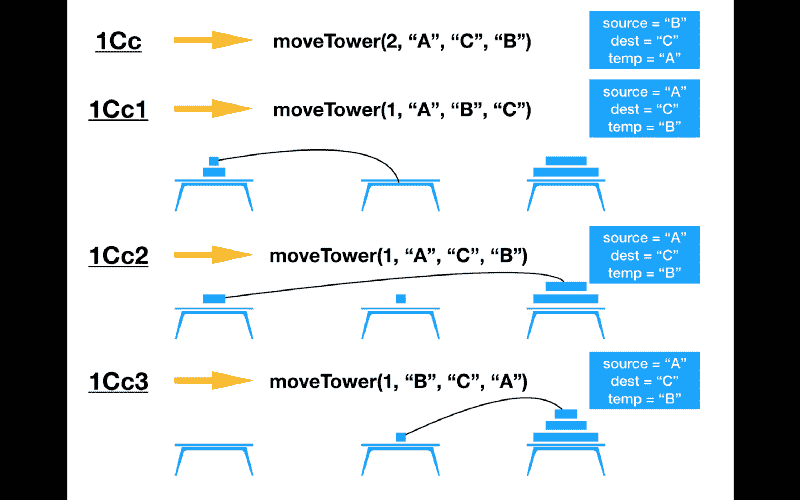 1Cc
moveTower(2, “A”, “C”, “B”)
source = “B”
dest = “C”
temp = “A”
1Cc1
moveTower(1, “A”, “B”, “C”)
source = “A”
dest = “C”
temp = “B”
1Cc2
moveTower(1, “A”, “C”, “B”)
source = “A”
dest = “C”
temp = “B”
1Cc3
moveTower(1, “B”, “C”, “A”)
source = “A”
dest = “C”
temp = “B”